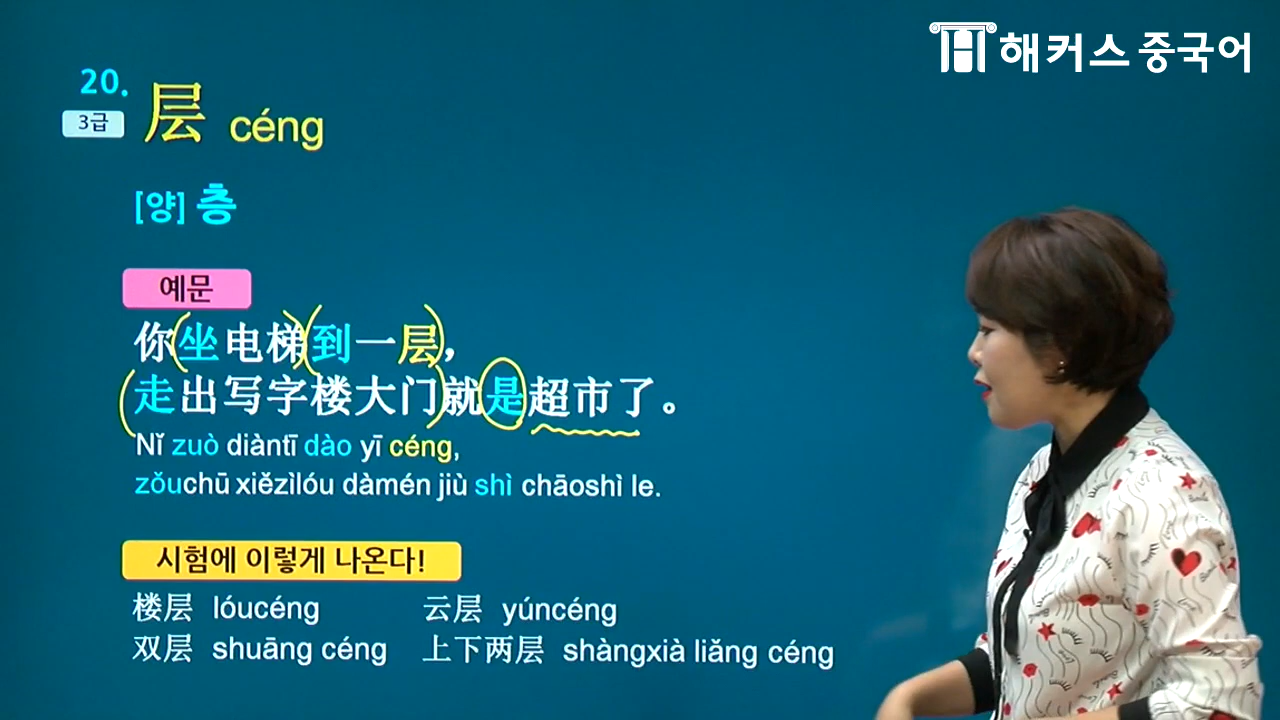 해커스 중국어
20.
3급
层 céng
[양] 층
예문
你坐电梯到一层，
走出写字楼大门就是超市了。
Nǐ zuò diàntī dào yī céng,
zǒuchū xiězìlóu dàmén jiù shì chāoshì le.
시험에 이렇게 나온다!
楼层 lóucéng 云层 yúncéng
双层 shuāng céng 上下两层 shàngxià liǎng céng